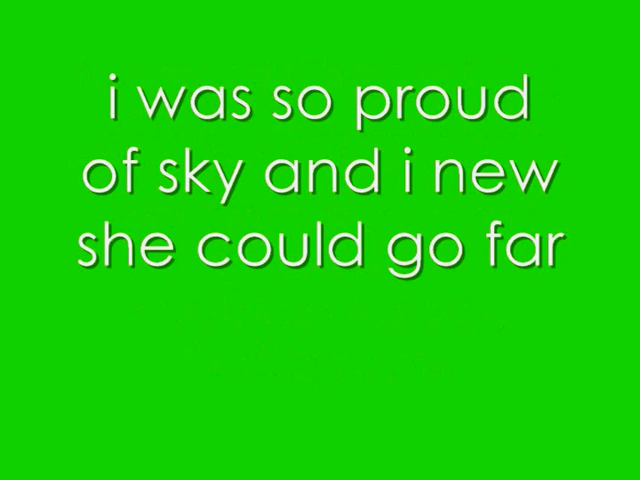 i was so proud
of sky and i new
she could go far